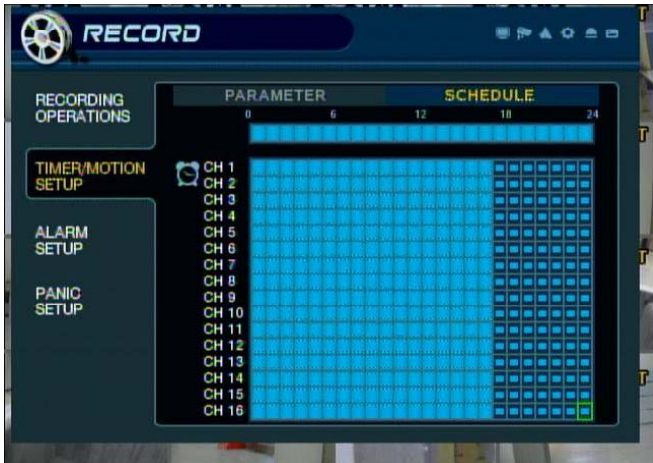 RECORD
PARAMETER SCHEDULE
RECORDING
OPERATIONS
0 6 12 18 24
TIMER/MOTION
SETUP
CH 1
CH 2
CH 3
CH 4
ALARM
SETUP
CH 5
CH 6
CH 7
CH 8
PANIC
SETUP
CH 9
CH 10
CH 11
CH 12
CH 13
CH 14
CH 15
CH 16
T
T
T
T